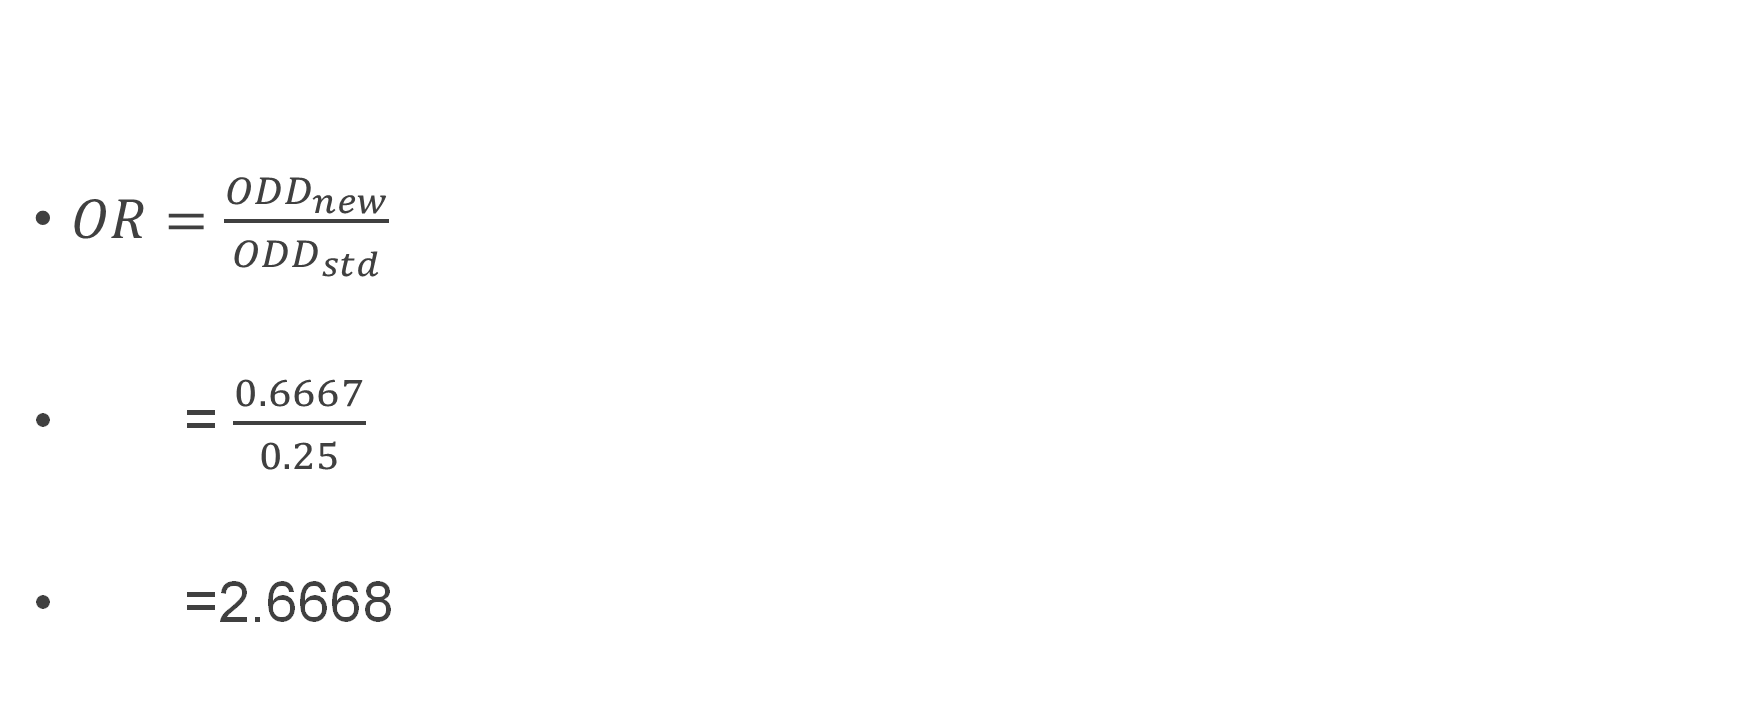 • OR = ODD_new / ODD_std
• = 0.6667 / 0.25
• =2.6668